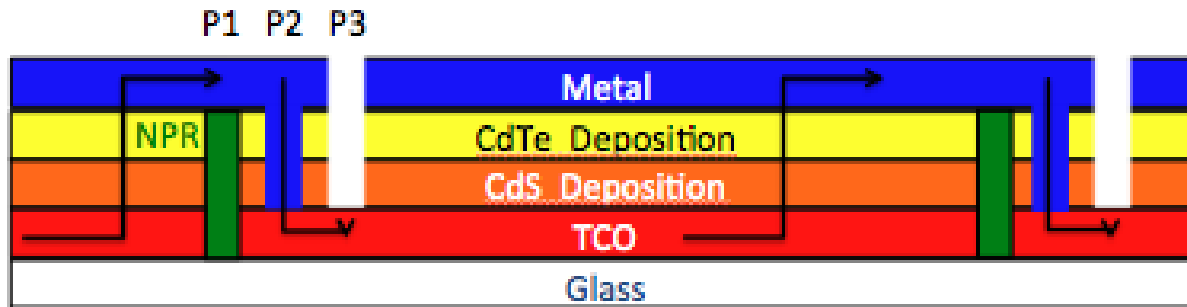 P1 P2 P3
Metal
NPR CdTe Deposition
CdS Deposition
TCO
Glass